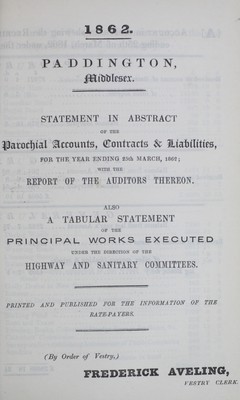 1862.
PADDINGTON,
Middlesex.
STATEMENT IN ABSTRACT
OF THE
Parochial Accounts, Contracts & Liabilities,
FOR THE YEAR ENDING 25th MARCH, 1862;
WITH THE
REPORT OF THE AUDITORS THEREON.
ALSO
A TABULAR STATEMENT
OF THE
PRINCIPAL WORKS EXECUTED
UNDER THE DIRECTION OF THE
HIGHWAY AND SANITARY COMMITTEES.
PRINTED AND PUBLISHED FOR THE INFORMATION OF THE
RATE-PAYERS.
(By Order of Vestry,)
FREDERICK AVELING,
VESTRY CLERK.